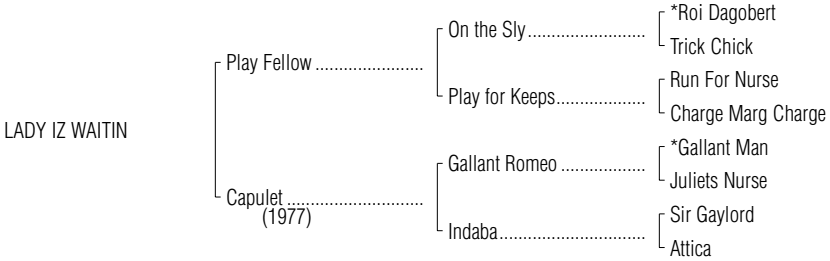 *Roi Dagobert
On the Sly
Trick Chick
Play Fellow
Run For Nurse
Play for Keeps
Charge Marg Charge
LADY IZ WAITIN
*Gallant Man
Gallant Romeo
Juliets Nurse
Capulet
(1977)
Sir Gaylord
Indaba
Attica